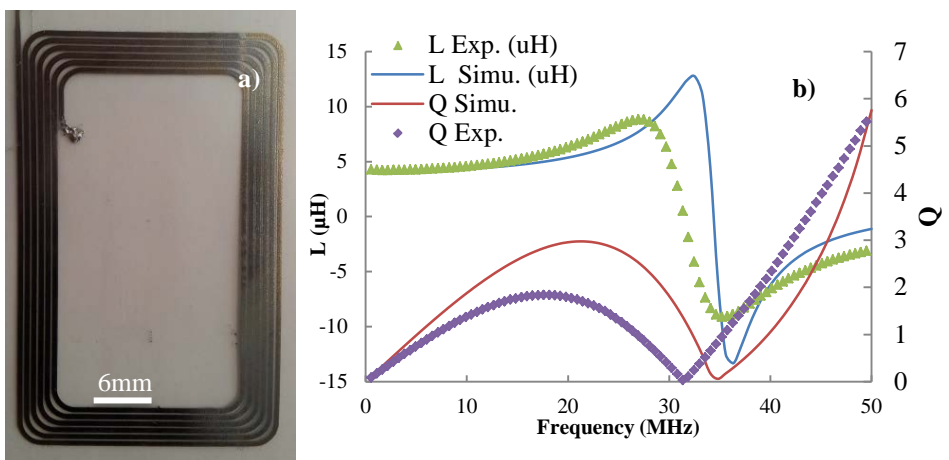 a)
6mm
L Exp. (uH)
L Simu. (uH)
Q Simu.
Q Exp.
b)
15
10
5
0
-5
-10
-15
L (µH)
7
6
5
4
3
2
1
0
Q
0 10 20 30 40 50
Frequency (MHz)